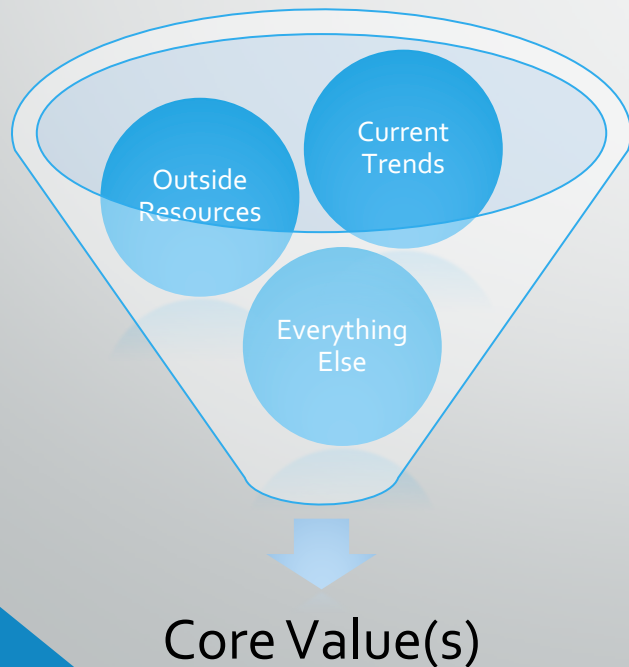 Current
Trends
Outside
Resources
Everything
Else
Core Value(s)